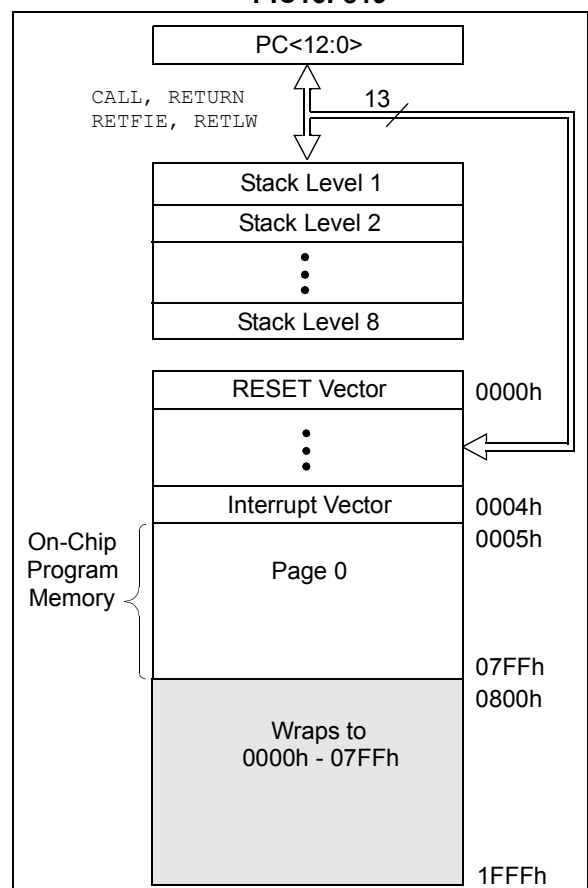 PC<12:0>
CALL, RETURN
RETFIE, RETLW
13
Stack Level 1
Stack Level 2
Stack Level 8
RESET Vector
0000h
Interrupt Vector
0004h
On-Chip
Program
Memory
0005h
Page 0
07FFh
0800h
Wraps to
0000h - 07FFh
1FFFh